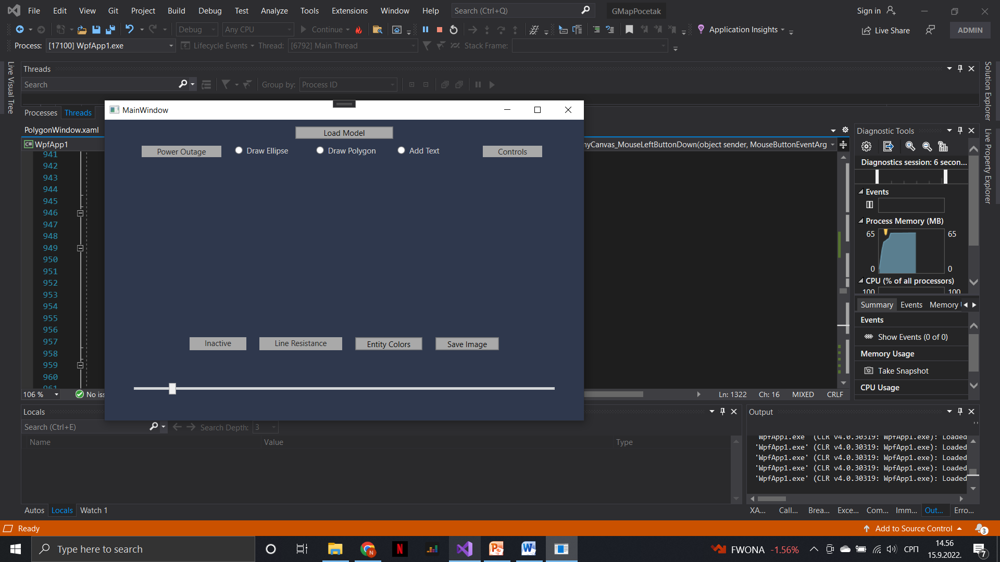 File Edit View Git Project Build Debug Test Analyze Tools Extensions Window Help Search (Ctrl+Q) GMapPocetak Sign in
Debug Any CPU Continue Application Insights Live Share ADMIN
Process: [17100] WpfApp1.exe Lifecycle Events Thread: [6792] Main Thread Stack Frame:
Live Visual Tree
Threads
Search Group by: Process ID
Processes Threads
MainWindow
Load Model
Power Outage Draw Ellipse Draw Polygon Add Text Controls
Inactive Line Resistance Entity Colors Save Image
PolygonWindow.xaml
C# WpfApp1 yCanvas_MouseLeftButtonDown(object sender, MouseButtonEventArg
941
942
943
944
945
946
947
948
949
950
951
952
953
954
955
956
957
958
959
960
961
106 % No iss Ln: 1322 Ch: 16 MIXED CRLF
Diagnostic Tools
Diagnostics session: 6 secon...
Events
Process Memory (MB)
65 65
0 0
CPU (% of all processors)
100 100
Summary Events Memory
Events
Show Events (0 of 0)
Memory Usage
Take Snapshot
CPU Usage
Solution Explorer
Live Property Explorer
Locals
Search (Ctrl+E) Search Depth: 3
Name Value Type
Autos Locals Watch 1
Output
'WpfApp1.exe' (CLR v4.0.30319: WpfApp1.exe): Loaded
'WpfApp1.exe' (CLR v4.0.30319: WpfApp1.exe): Loaded
'WpfApp1.exe' (CLR v4.0.30319: WpfApp1.exe): Loaded
'WpfApp1.exe' (CLR v4.0.30319: WpfApp1.exe): Loaded
'WpfApp1.exe' (CLR v4.0.30319: WpfApp1.exe): Loaded
XA... Call... Brea... Exce... Com... Imm... Out... Erro...
Ready Add to Source Control 3
Type here to search FWONA -1.56% СРП 14.56
15.9.2022. 7